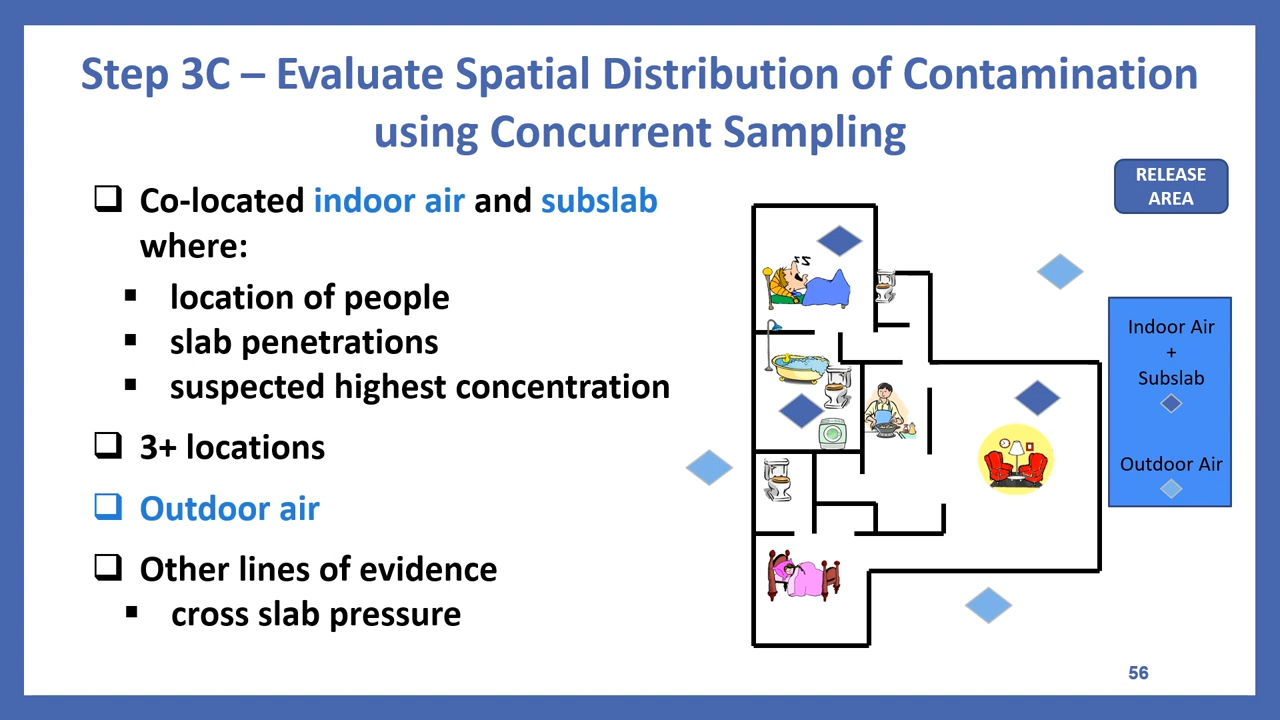 Step 3C – Evaluate Spatial Distribution of Contamination
using Concurrent Sampling
❑ Co-located indoor air and subslab
where:
▪ location of people
▪ slab penetrations
▪ suspected highest concentration
❑ 3+ locations
❑ Outdoor air
❑ Other lines of evidence
▪ cross slab pressure
RELEASE
AREA
zz
Indoor Air
+
Subslab
Outdoor Air
56